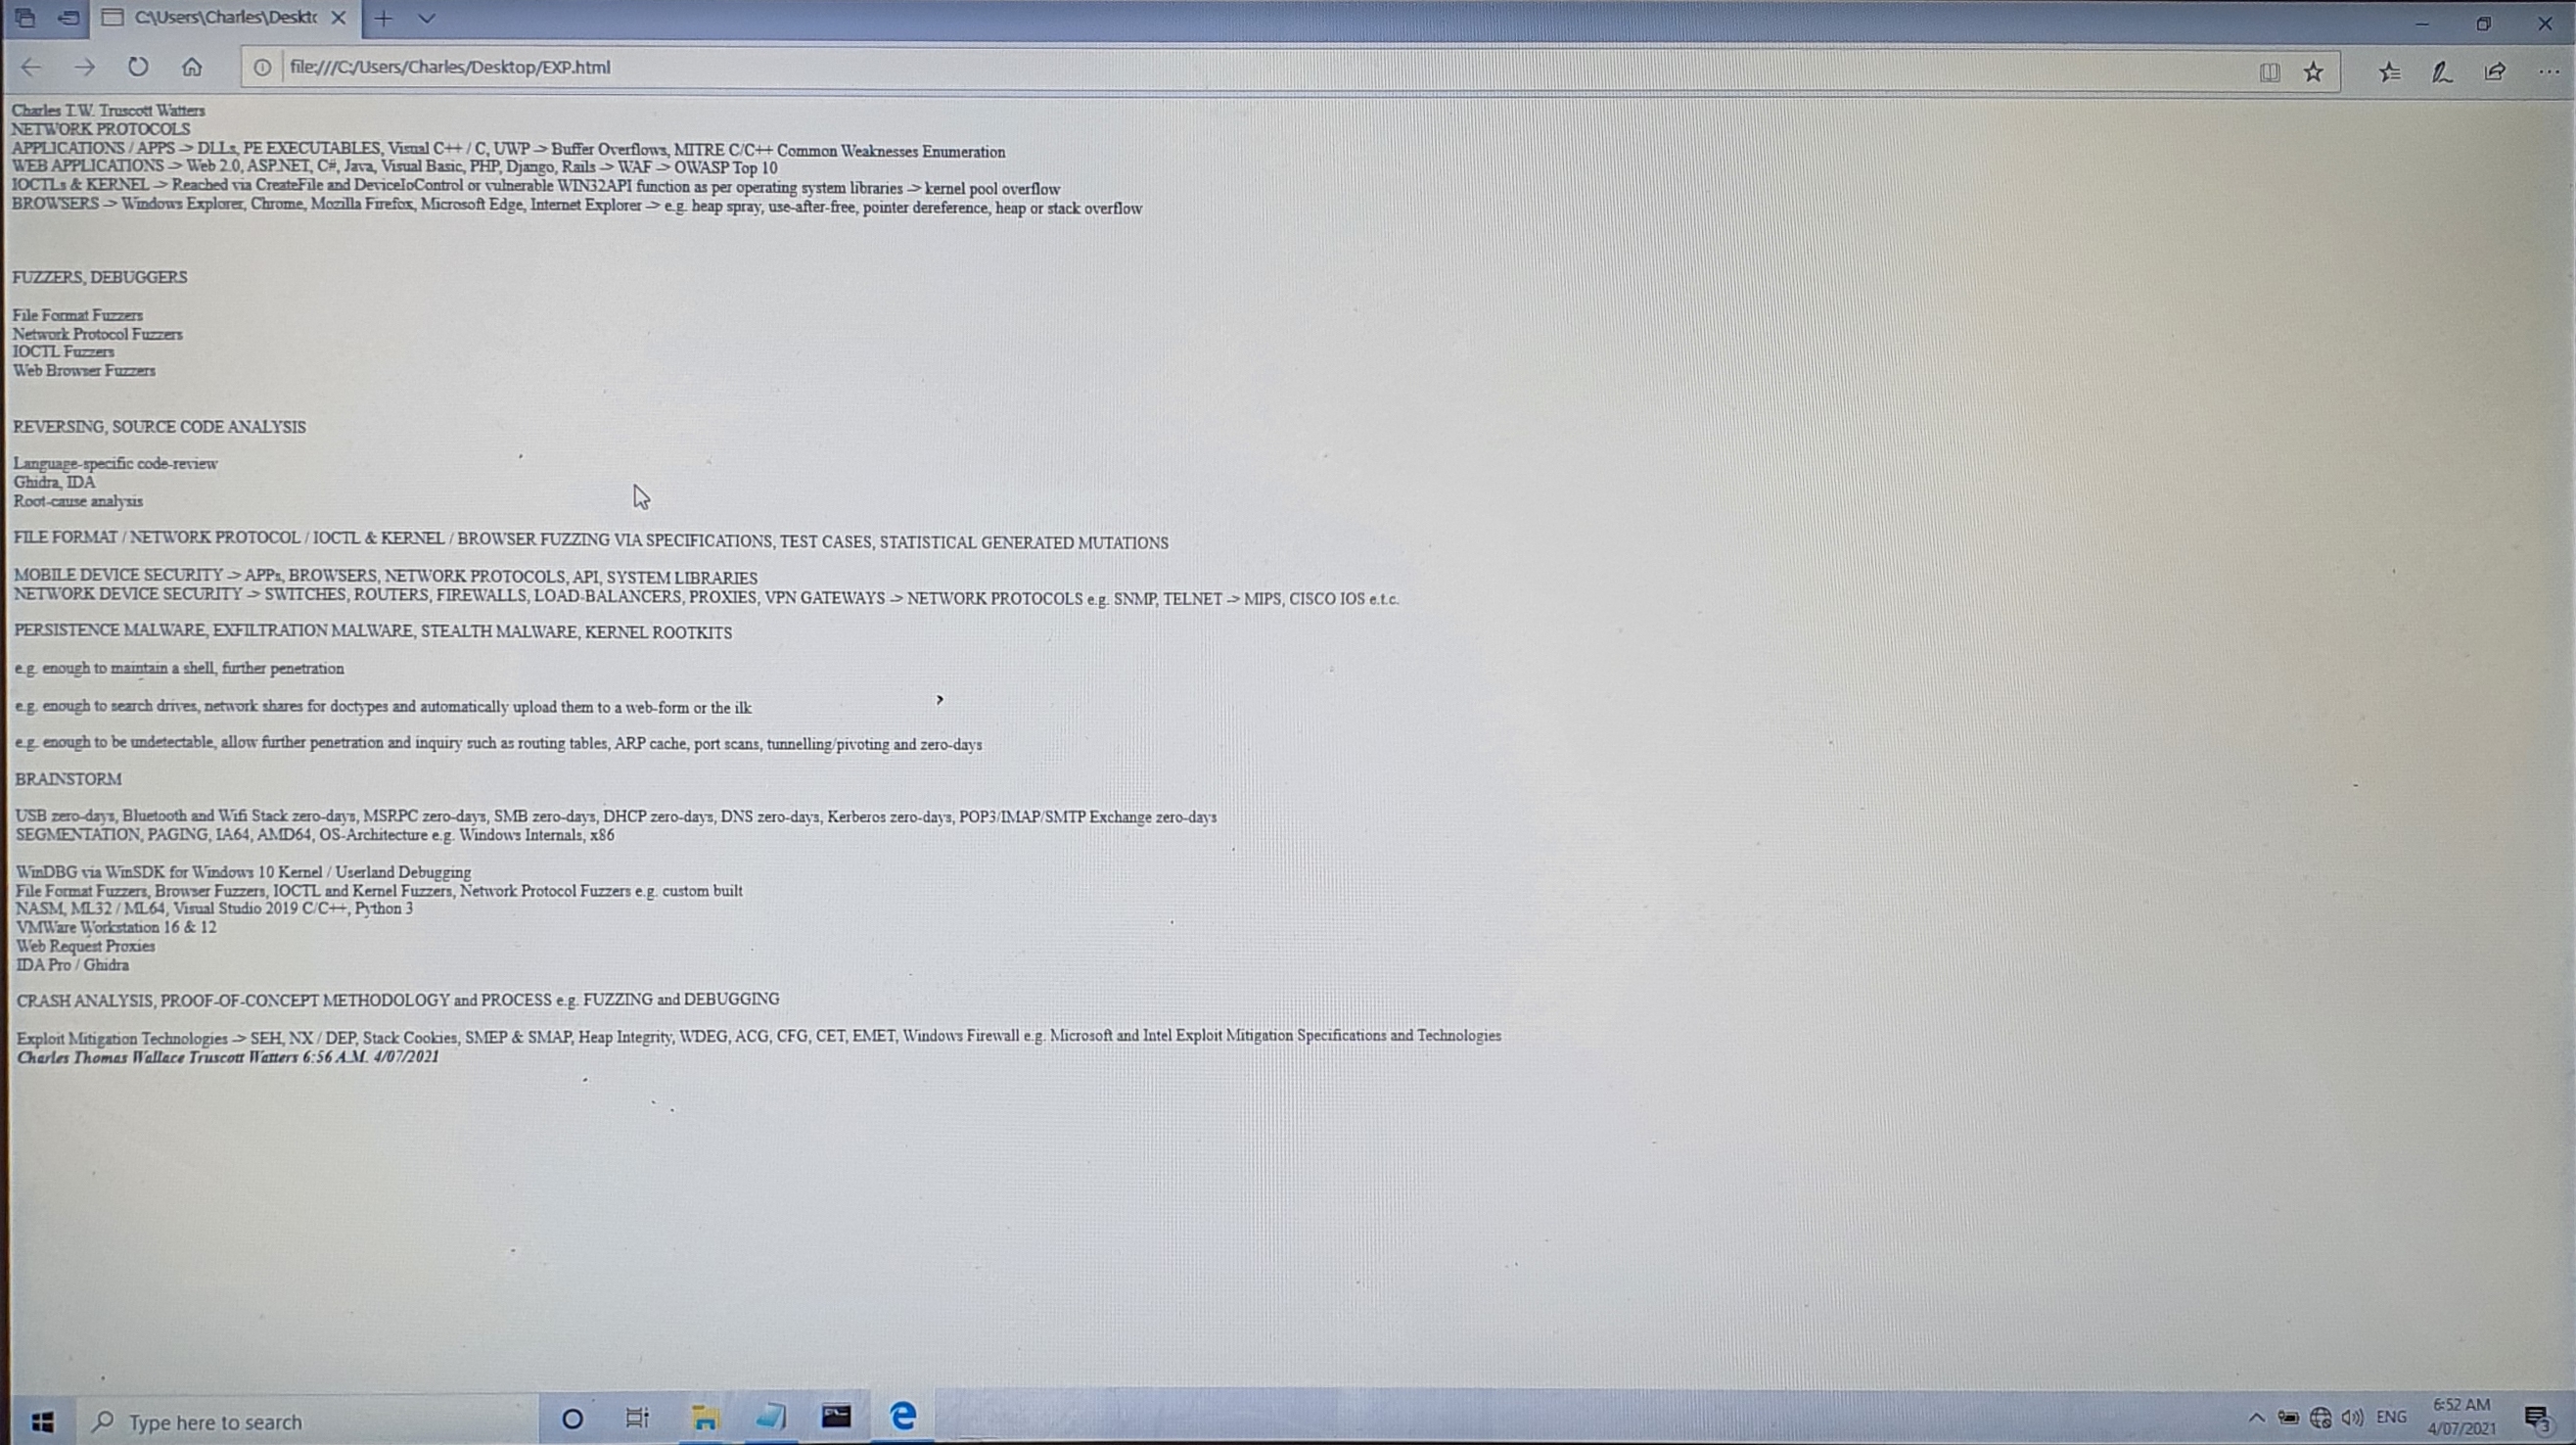 C:\Users\Charles\Deskto
file:///C:/Users/Charles/Desktop/EXP.html
Charles T.W. Truscott Watters
NETWORK PROTOCOLS
APPLICATIONS / APPS -> DLLs, PE EXECUTABLES, Visual C++ / C, UWP -> Buffer Overflows, MITRE C/C++ Common Weaknesses Enumeration
WEB APPLICATIONS -> Web 2.0, ASP.NET, C#, Java, Visual Basic, PHP, Django, Rails -> WAF -> OWASP Top 10
IOCTLs & KERNEL -> Reached via CreateFile and DeviceIoControl or vulnerable WIN32API function as per operating system libraries -> kernel pool overflow
BROWSERS -> Windows Explorer, Chrome, Mozilla Firefox, Microsoft Edge, Internet Explorer -> e.g. heap spray, use-after-free, pointer dereference, heap or stack overflow
FUZZERS, DEBUGGERS
File Format Fuzzers
Network Protocol Fuzzers
IOCTL Fuzzers
Web Browser Fuzzers
REVERSING, SOURCE CODE ANALYSIS
Language-specific code-review
Ghidra, IDA
Root-cause analysis
FILE FORMAT / NETWORK PROTOCOL / IOCTL & KERNEL / BROWSER FUZZING VIA SPECIFICATIONS, TEST CASES, STATISTICAL GENERATED MUTATIONS
MOBILE DEVICE SECURITY -> APPs, BROWSERS, NETWORK PROTOCOLS, API, SYSTEM LIBRARIES
NETWORK DEVICE SECURITY -> SWITCHES, ROUTERS, FIREWALLS, LOAD-BALANCERS, PROXIES, VPN GATEWAYS -> NETWORK PROTOCOLS e.g. SNMP, TELNET -> MIPS, CISCO IOS e.t.c.
PERSISTENCE MALWARE, EXFILTRATION MALWARE, STEALTH MALWARE, KERNEL ROOTKITS
e.g. enough to maintain a shell, further penetration
e.g. enough to search drives, network shares for doctypes and automatically upload them to a web-form or the ilk
e.g. enough to be undetectable, allow further penetration and inquiry such as routing tables, ARP cache, port scans, tunnelling/pivoting and zero-days
BRAINSTORM
USB zero-days, Bluetooth and Wifi Stack zero-days, MSRPC zero-days, SMB zero-days, DHCP zero-days, DNS zero-days, Kerberos zero-days, POP3/IMAP/SMTP Exchange zero-days
SEGMENTATION, PAGING, IA64, AMD64, OS-Architecture e.g. Windows Internals, x86
WinDBG via WinSDK for Windows 10 Kernel / Userland Debugging
File Format Fuzzers, Browser Fuzzers, IOCTL and Kernel Fuzzers, Network Protocol Fuzzers e.g. custom built
NASM, ML32 / ML64, Visual Studio 2019 C/C++, Python 3
VMWare Workstation 16 & 12
Web Request Proxies
IDA Pro / Ghidra
CRASH ANALYSIS, PROOF-OF-CONCEPT METHODOLOGY and PROCESS e.g. FUZZING and DEBUGGING
Exploit Mitigation Technologies -> SEH, NX / DEP, Stack Cookies, SMEP & SMAP, Heap Integrity, WDEG, ACG, CFG, CET, EMET, Windows Firewall e.g. Microsoft and Intel Exploit Mitigation Specifications and Technologies
Charles Thomas Wallace Truscott Watters 6:56 A.M. 4/07/2021
Type here to search
ENG
6:52 AM
4/07/2021
3